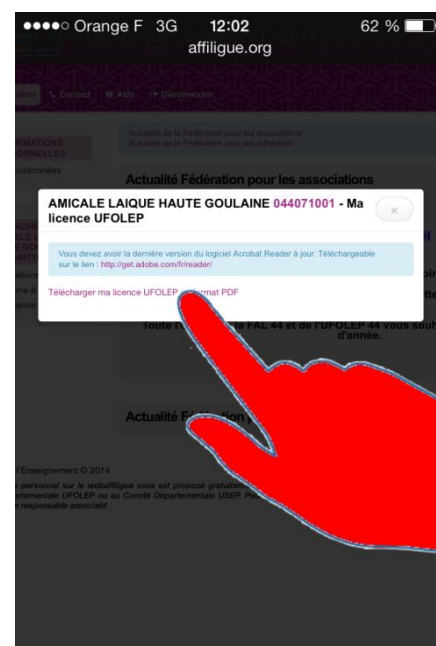 Orange F 3G 12:02 62 %
affiligue.org
Contact Aide Déconnexion
Actualité de la Fédération pour les associations
Actualité de la Fédération pour les adhérents
Actualité Fédération pour les associations
AMICALE LAIQUE HAUTE GOULAINE 044071001 - Ma
licence UFOLEP
×
Vous devez avoir la dernière version du logiciel Acrobat Reader à jour. Téléchargeable
sur le lien : http://get.adobe.com/fr/reader/
Télécharger ma licence UFOLEP format PDF
Toute l' la FAL 44 et de l'UFOLEP 44 vous
d'année.
Actualité
l'Enseignement © 2014
personnel sur le webaffiligue vous est proposé
UFOLEP ou au Comité Départementale USEP.
responsable associatif.